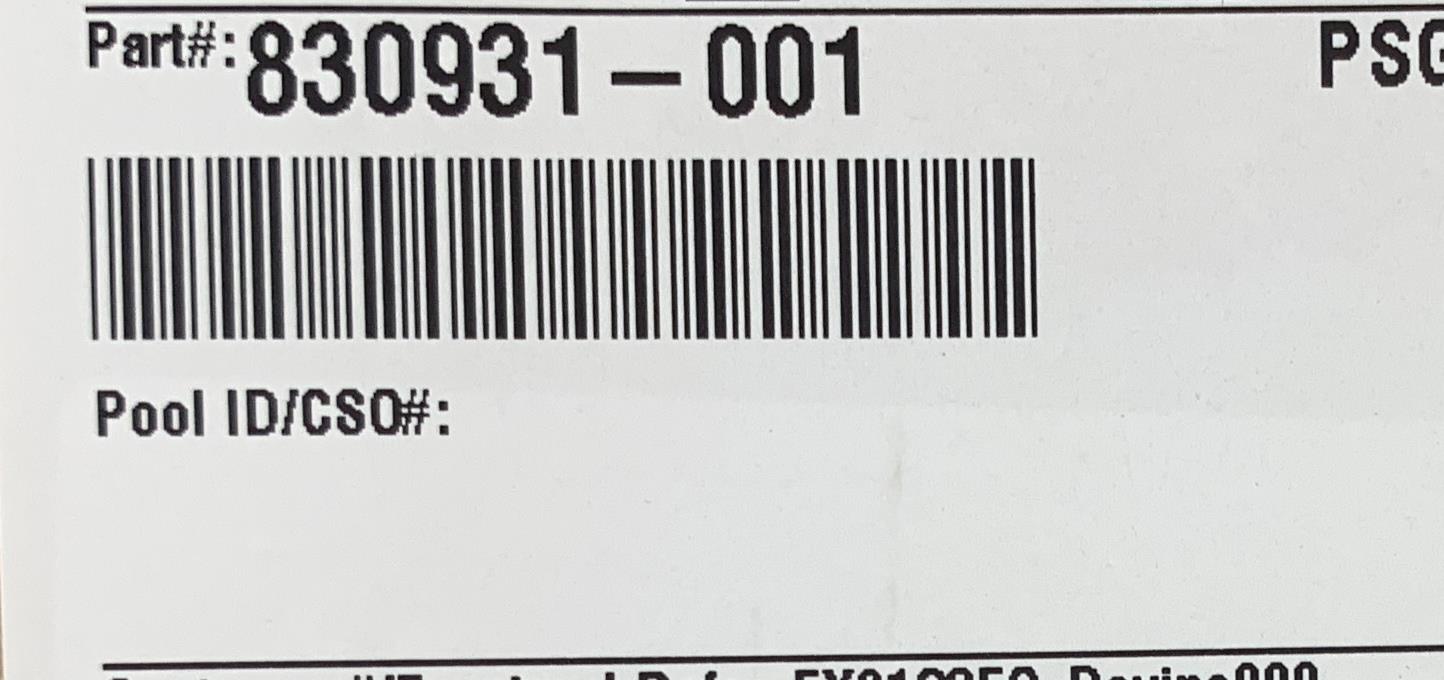 Part#: 830931-001 PSG
Pool ID/CSO#: